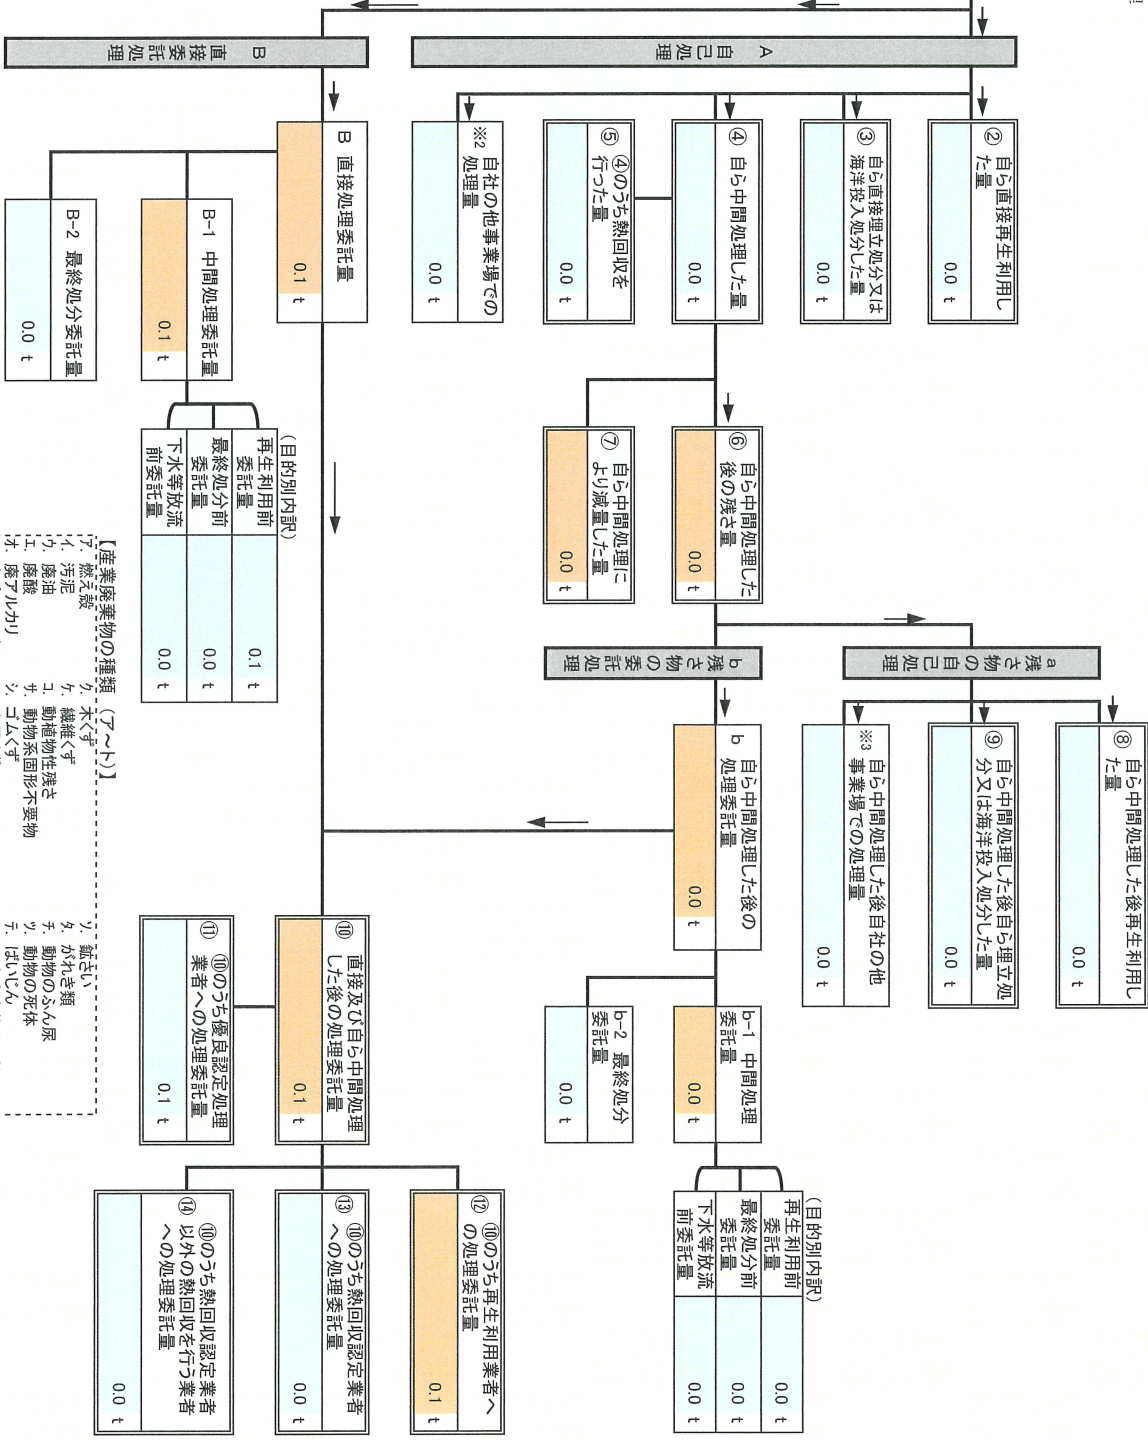 A 自己処理
② 自ら直接再生利用し
た量
0.0 t
③ 自ら直接埋立処分又は
海洋投入処分した量
0.0 t
④ 自ら中間処理した量
0.0 t
⑤ ④のうち熱回収を
行った量
0.0 t
※2 自社の他事業場での
処理量
0.0 t
⑥ 自ら中間処理した
後の残さ量
0.0 t
⑦ 自ら中間処理に
より減量した量
0.0 t
a 残さ物の自己処理
⑧ 自ら中間処理した後再生利用し
た量
0.0 t
⑨ 自ら中間処理した後自ら埋立処
分又は海洋投入処分した量
0.0 t
※3 自ら中間処理した後自社の他
事業場での処理量
0.0 t
b 残さ物の委託処理
b 自ら中間処理した後の
処理委託量
0.0 t
b-1 中間処理
委託量
0.0 t
b-2 最終処分
委託量
0.0 t
(目的別内訳)
再生利用前
委託量
0.0 t
最終処分前
委託量
0.0 t
下水等放流
前委託量
0.0 t
B 直接委託処理
B 直接処理委託量
0.1 t
B-1 中間処理委託量
0.1 t
B-2 最終処分委託量
0.0 t
(目的別内訳)
再生利用前
委託量
0.1 t
最終処分前
委託量
0.0 t
下水等放流
前委託量
0.0 t
⑩ 直接及び自ら中間処理
した後の処理委託量
0.1 t
⑪ ⑩のうち優良認定処理
業者への処理委託量
0.1 t
⑫ ⑩のうち再生利用業者へ
の処理委託量
0.1 t
⑬ ⑩のうち熱回収認定業者
への処理委託量
0.0 t
⑭ ⑩のうち熱回収認定業者
以外の熱回収を行う業者
への処理委託量
0.0 t
【産業廃棄物の種類 (ア～ト)】
ア. 燃え殻 ク. 木くず ソ. 鉱さい
イ. 汚泥 ケ. 繊維くず タ. がれき類
ウ. 廃油 コ. 動植物性残さ チ. 動物のふん尿
エ. 廃酸 サ. 動物系固形不要物 ツ. 動物の死体
オ. 廃アルカリ シ. ゴムくず テ. ばいじん